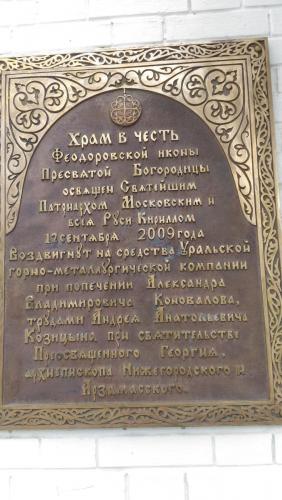 Храм в честь
Феодоровской иконы
Пресвятой Богородицы
освящен Святейшим
Патриархом Московским и
всея Руси Кириллом
12 сентября 2009 года
Воздвигнут на средства Уральской
горно-металлургической компании
при попечении Александра
Владимировича Коновалова,
трудами Андрея Анатольевича
Козицына при святительстве
Преосвященного Георгия,
архиепископа Нижегородского и
Арзамасского.